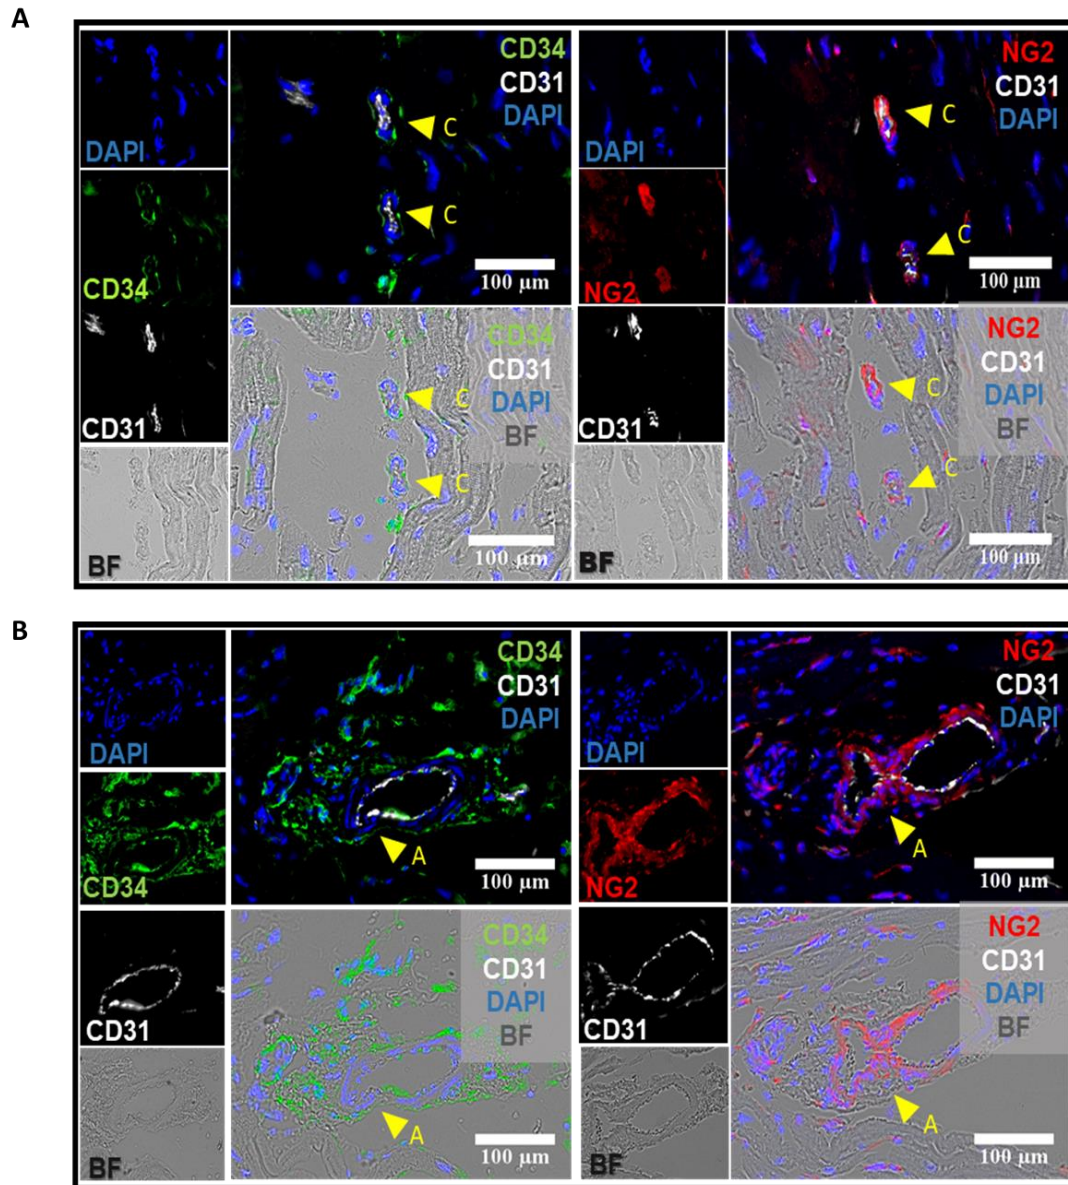 A
DAPI
CD34
CD31
BF
CD34
CD31
DAPI
C
C
100 μm
CD34
CD31
DAPI
BF
C
C
100 μm
DAPI
NG2
CD31
BF
NG2
CD31
DAPI
C
C
100 μm
NG2
CD31
DAPI
BF
C
C
100 μm
B
DAPI
CD34
CD31
BF
CD34
CD31
DAPI
A
100 μm
CD34
CD31
DAPI
BF
A
100 μm
DAPI
NG2
CD31
BF
NG2
CD31
DAPI
A
100 μm
NG2
CD31
DAPI
BF
A
100 μm